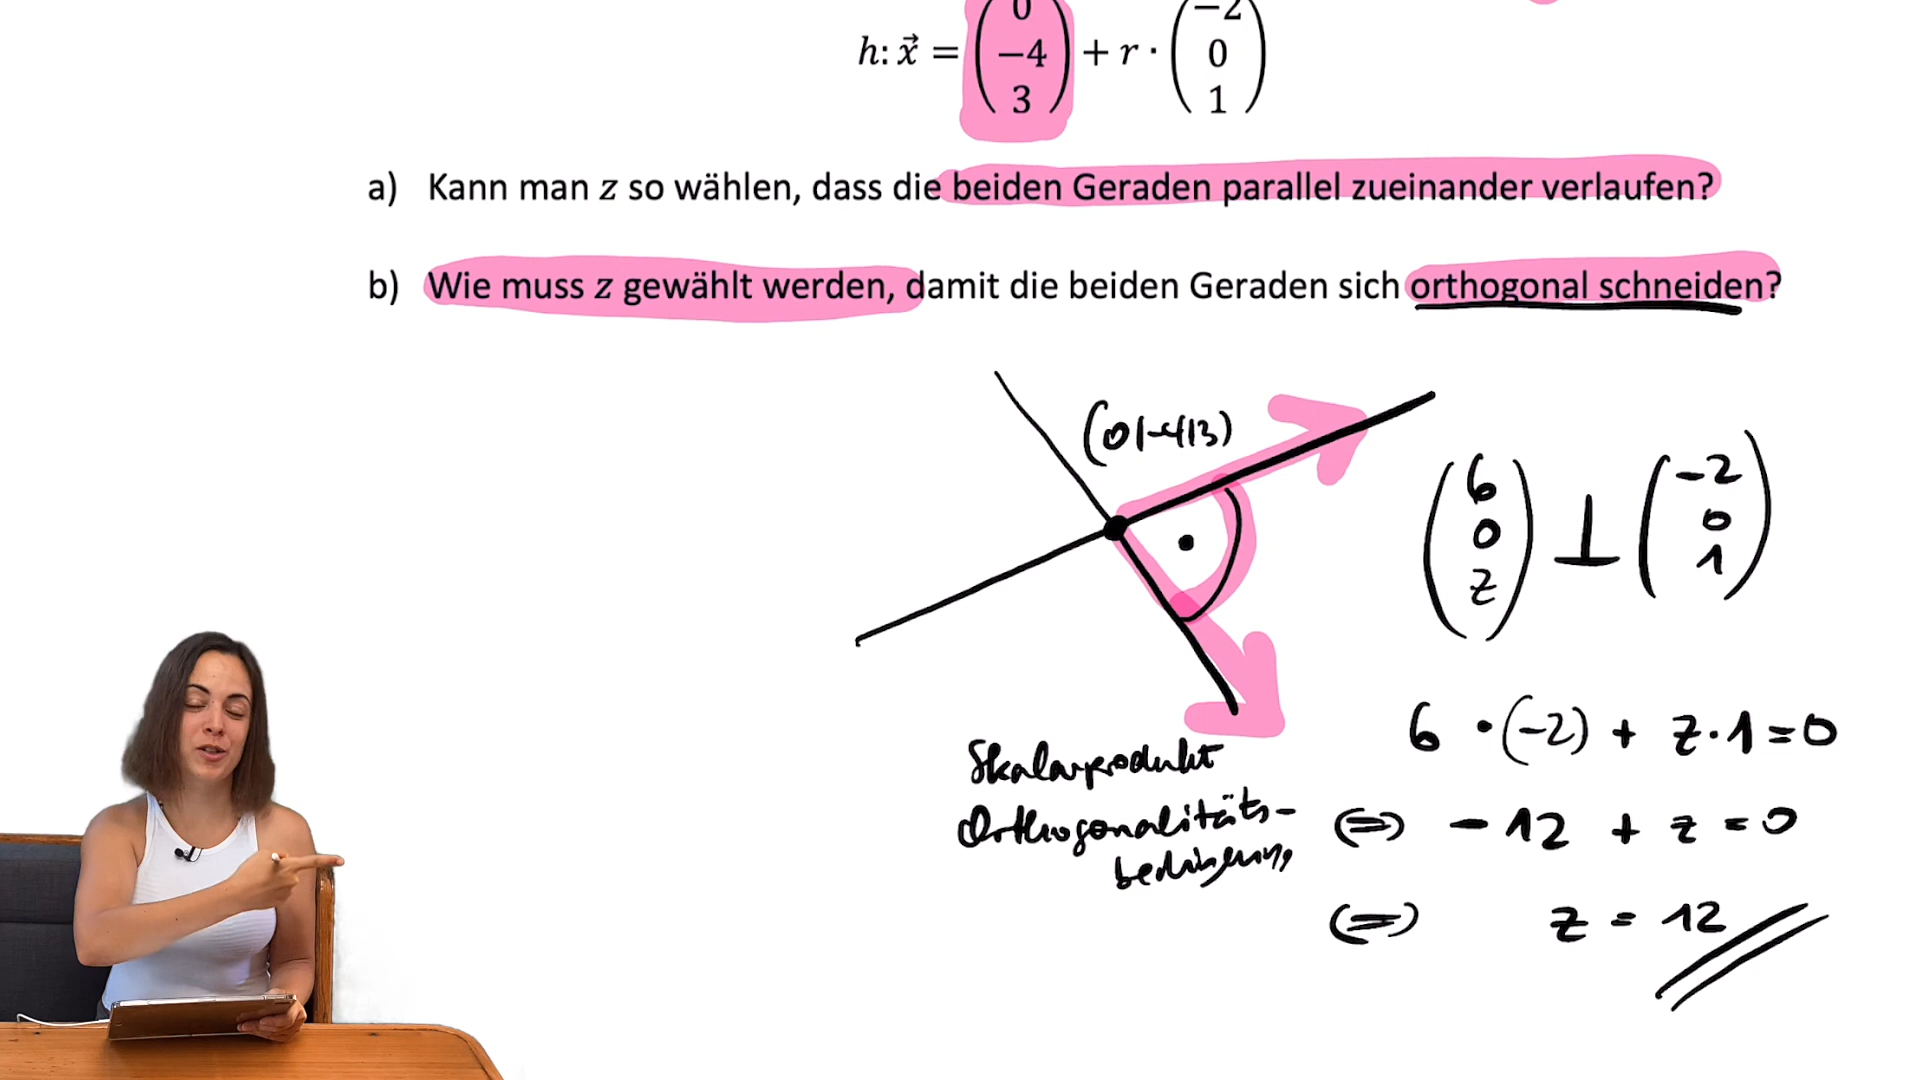 h: x⃗ = (0 −4 3) + r · (−2 0 1)
a) Kann man z so wählen, dass die beiden Geraden parallel zueinander verlaufen?
b) Wie muss z gewählt werden, damit die beiden Geraden sich orthogonal schneiden?
(0|-4|3)
(6 0 z) ⊥ (-2 0 1)
6 · (-2) + z · 1 = 0
Skalarprodukt
Orthogonalitäts-
bedingung
⇔ - 12 + z = 0
⇔ z = 12